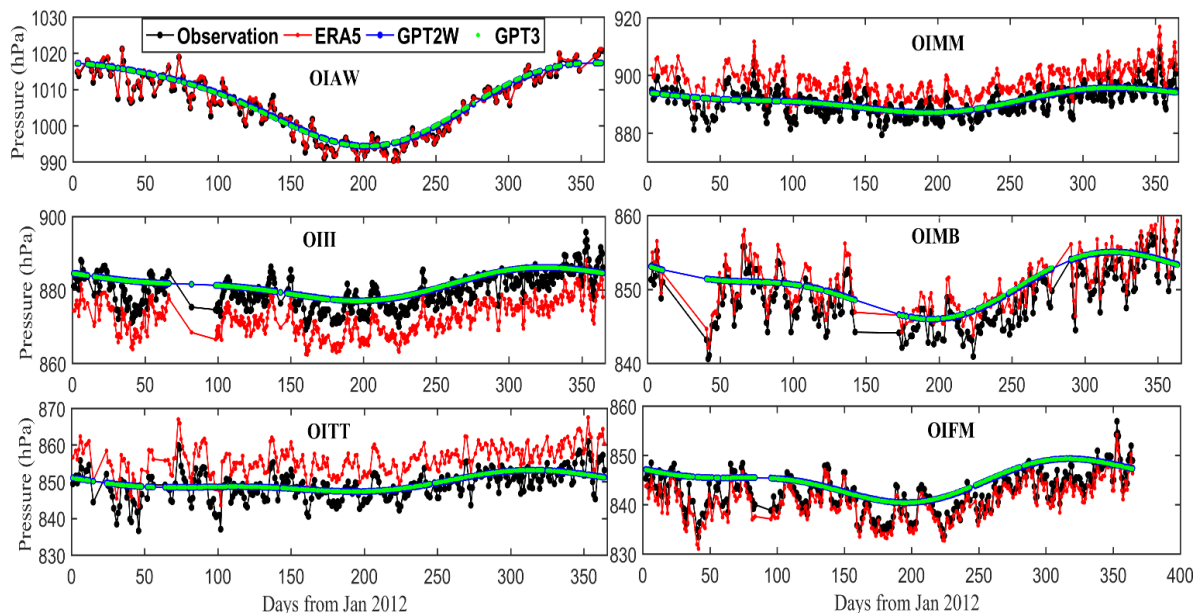 Observation ERA5 GPT2W GPT3
Pressure (hPa)
1030
1020
1010
1000
990
OIAW
0 50 100 150 200 250 300 350
920
900
880
860
OIMM
0 50 100 150 200 250 300 350
Pressure (hPa)
900
880
860
OIII
0 50 100 150 200 250 300 350
860
850
840
OIMB
0 50 100 150 200 250 300 350
Pressure (hPa)
870
860
850
840
830
OITT
0 50 100 150 200 250 300 350
Days from Jan 2012
860
850
840
830
OIFM
0 50 100 150 200 250 300 350 400
Days from Jan 2012